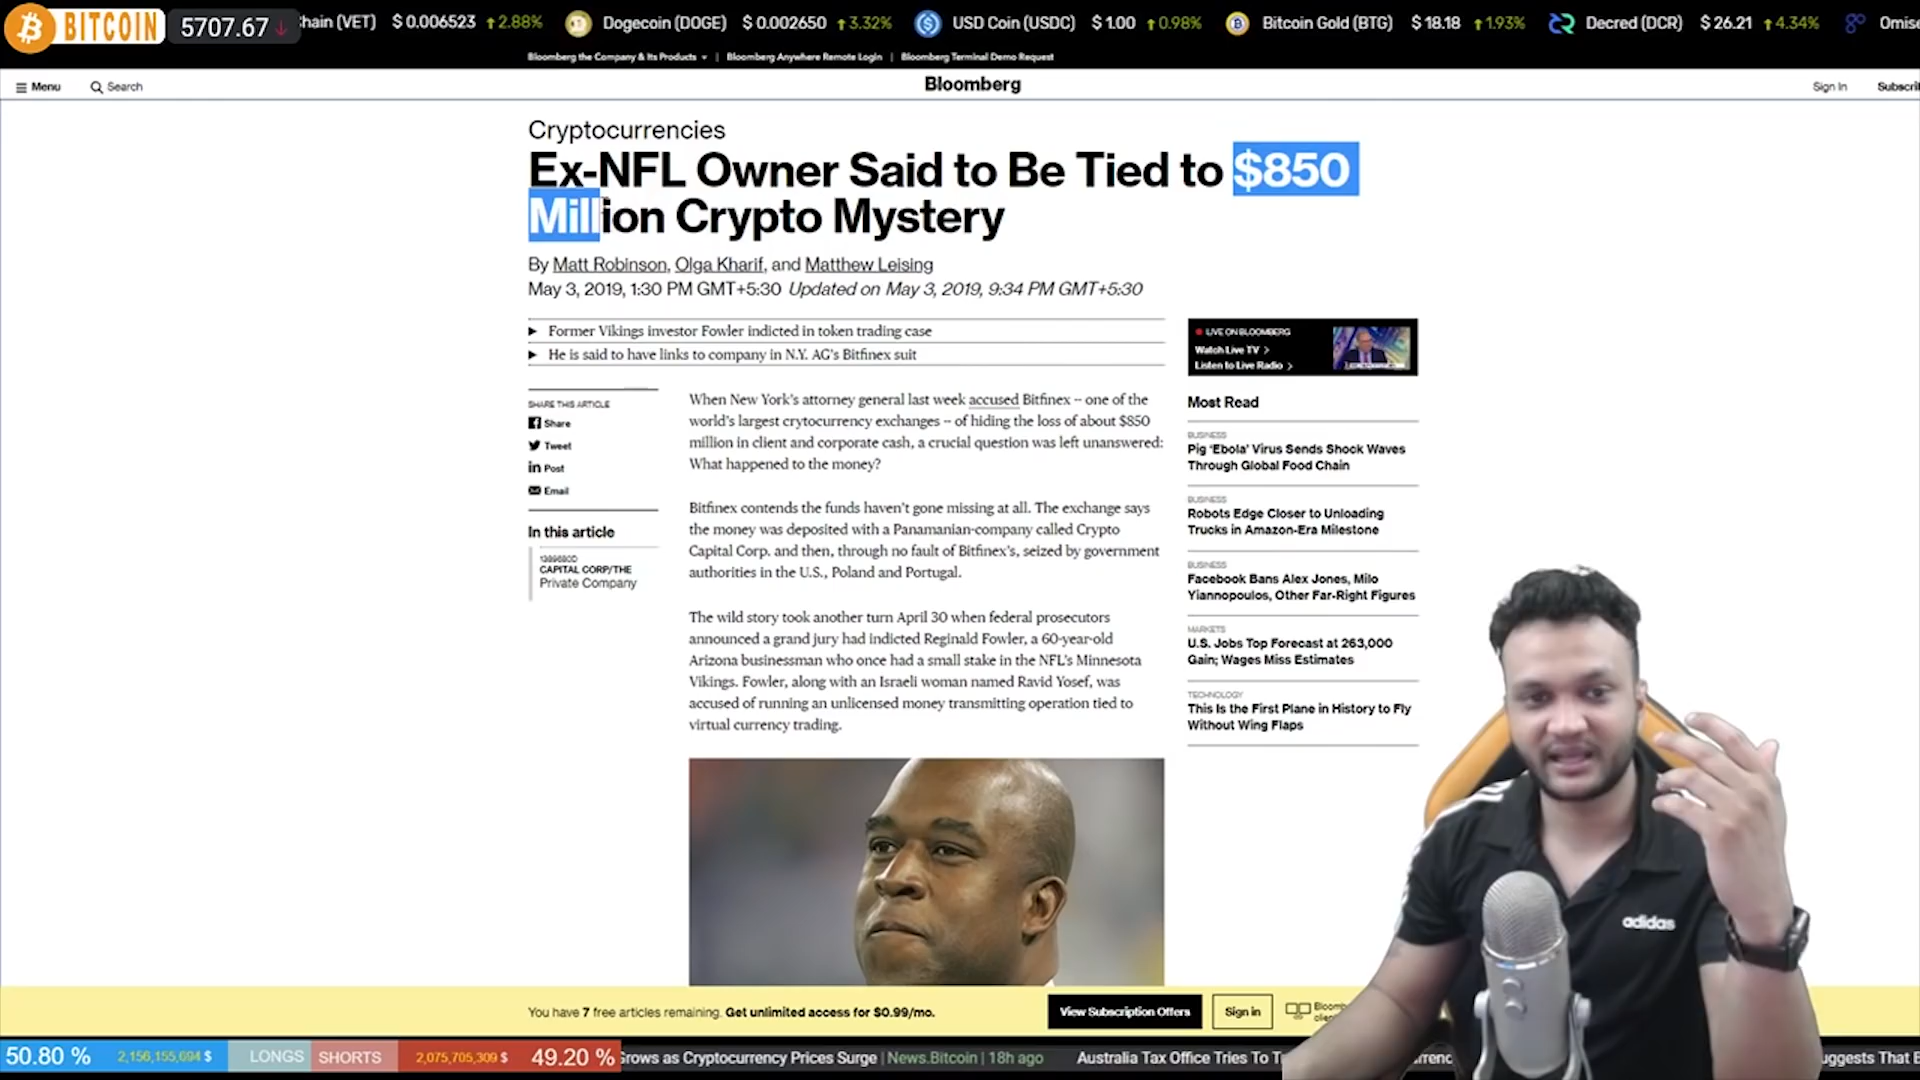 BITCOIN 5707.67 hain (VET) $ 0.006523 2.88% Dogecoin (DOGE) $ 0.002650 3.32% USD Coin (USDC) $ 1.00 0.98% Bitcoin Gold (BTG) $ 18.18 1.93% Decred (DCR) $ 26.21 4.34% Omise
Bloomberg the Company & Its Products | Bloomberg Anywhere Remote Login | Bloomberg Terminal Demo Request
Menu Search Bloomberg Sign In Subscri
Cryptocurrencies
Ex-NFL Owner Said to Be Tied to $850
Million Crypto Mystery
By Matt Robinson, Olga Kharif, and Matthew Leising
May 3, 2019, 1:30 PM GMT+5:30 Updated on May 3, 2019, 9:34 PM GMT+5:30
Former Vikings investor Fowler indicted in token trading case
He is said to have links to company in N.Y. AG's Bitfinex suit
SHARE THIS ARTICLE
Share
Tweet
Post
Email
In this article
CAPITAL CORP/THE
Private Company
When New York's attorney general last week accused Bitfinex -- one of the
world's largest crytocurrency exchanges -- of hiding the loss of about $850
million in client and corporate cash, a crucial question was left unanswered:
What happened to the money?
Bitfinex contends the funds haven't gone missing at all. The exchange says
the money was deposited with a Panamanian-company called Crypto
Capital Corp. and then, through no fault of Bitfinex's, seized by government
authorities in the U.S., Poland and Portugal.
The wild story took another turn April 30 when federal prosecutors
announced a grand jury had indicted Reginald Fowler, a 60-year-old
Arizona businessman who once had a small stake in the NFL's Minnesota
Vikings. Fowler, along with an Israeli woman named Ravid Yosef, was
accused of running an unlicensed money transmitting operation tied to
virtual currency trading.
LIVE ON BLOOMBERG
Watch Live TV
Listen to Live Radio
Most Read
BUSINESS
Pig 'Ebola' Virus Sends Shock Waves
Through Global Food Chain
BUSINESS
Robots Edge Closer to Unloading
Trucks in Amazon-Era Milestone
BUSINESS
Facebook Bans Alex Jones, Milo
Yiannopoulos, Other Far-Right Figures
MARKETS
U.S. Jobs Top Forecast at 263,000
Gain; Wages Miss Estimates
TECHNOLOGY
This Is the First Plane in History to Fly
Without Wing Flaps
adidas
You have 7 free articles remaining. Get unlimited access for $0.99/mo. View Subscription Offers Sign in
50.80 % 2,156,155,694 $ LONGS SHORTS 2,075,705,309 $ 49.20 % Grows as Cryptocurrency Prices Surge | News.Bitcoin | 18h ago Australia Tax Office Tries To uggests That